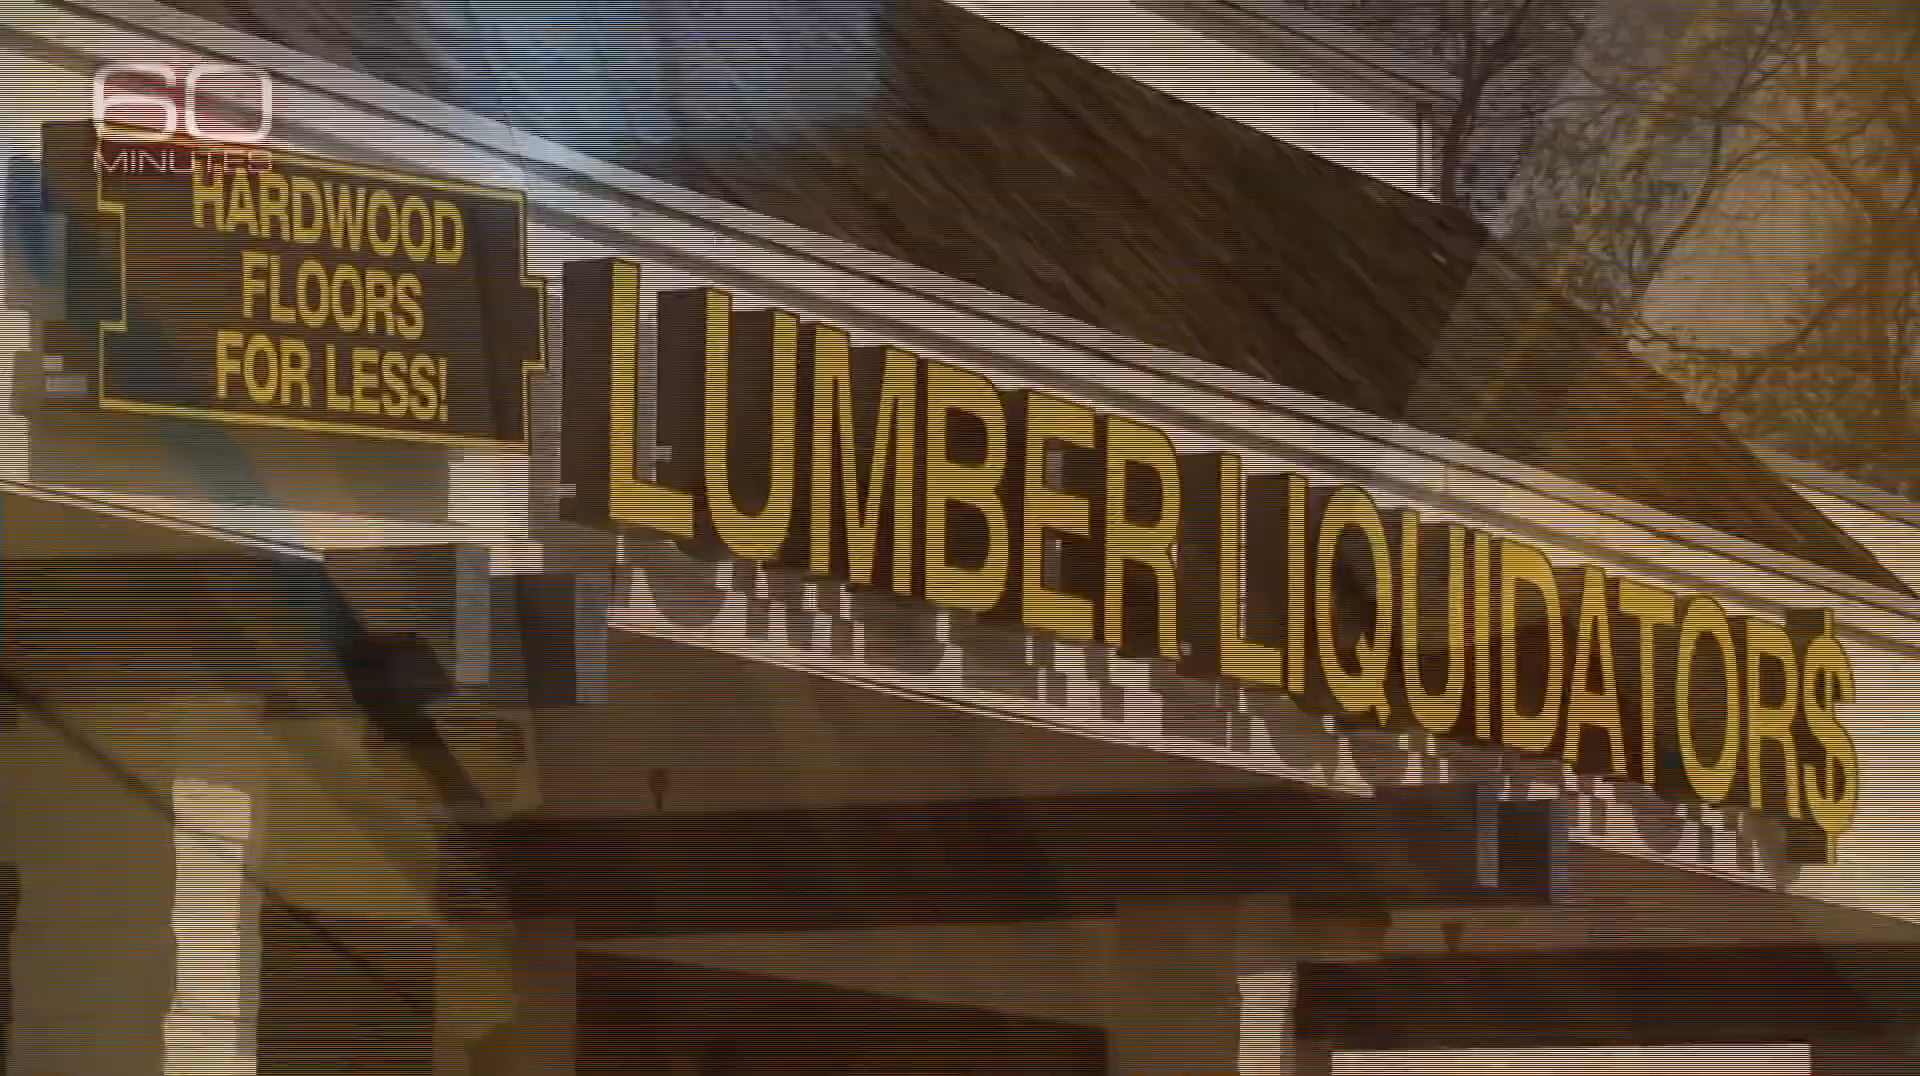 60
MINUTES
HARDWOOD
FLOORS
FOR LESS!
LUMBER LIQUIDATOR$